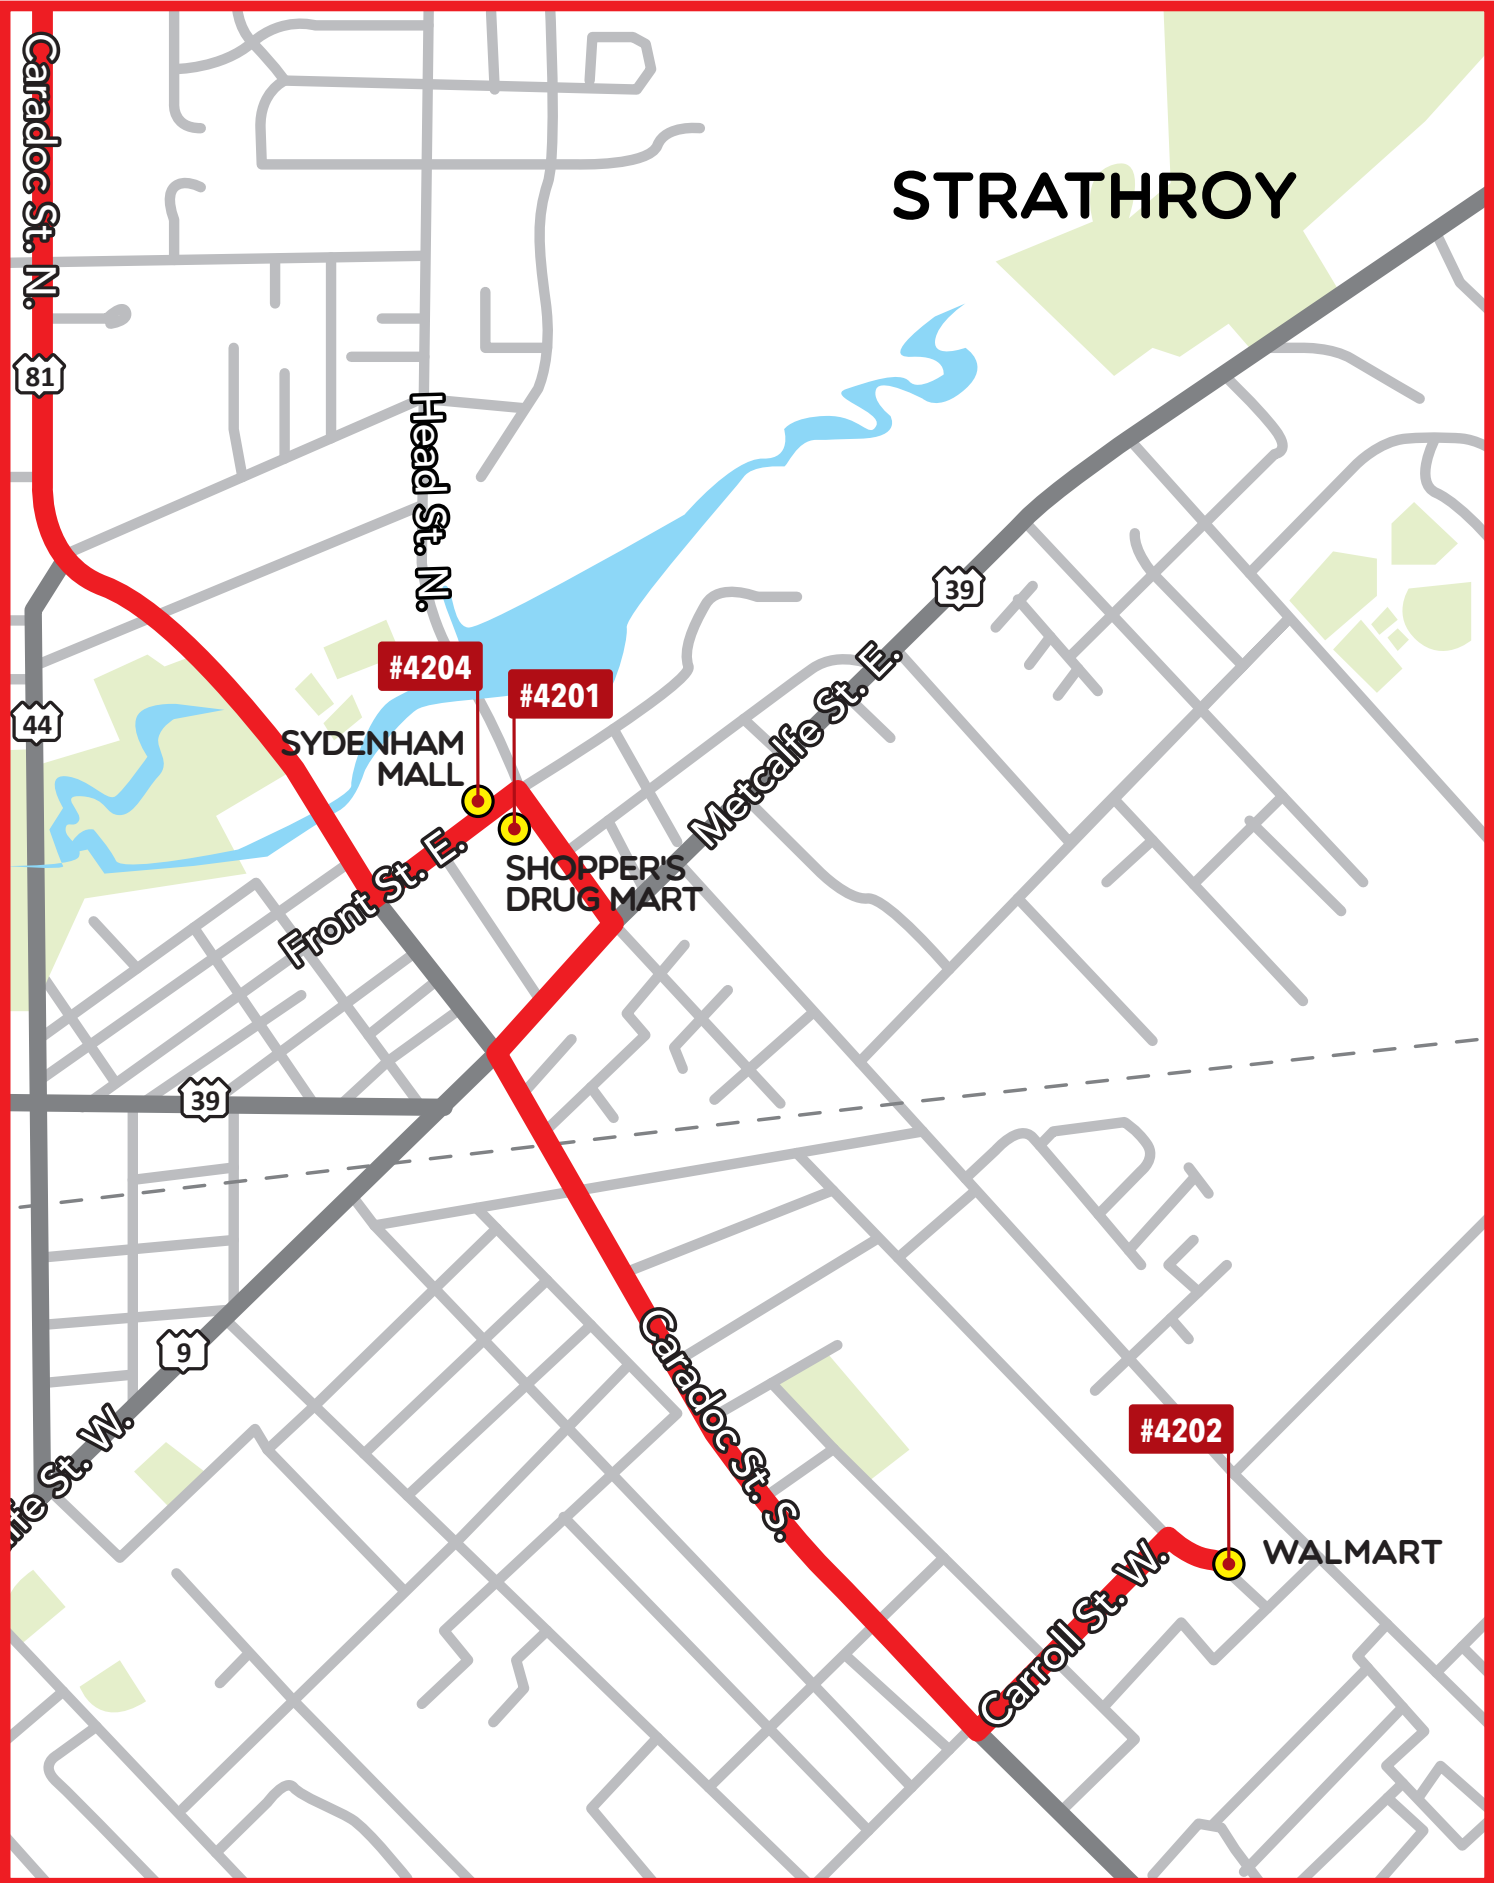 Caradoc St. N.
STRATHROY
81
Head St. N.
39
#4204
#4201
44
SYDENHAM
MALL
Metcalfe St. E.
Front St. E.
SHOPPER'S
DRUG MART
39
9
Caradoc St. S.
#4202
St. W.
WALMART
Carroll St. W.